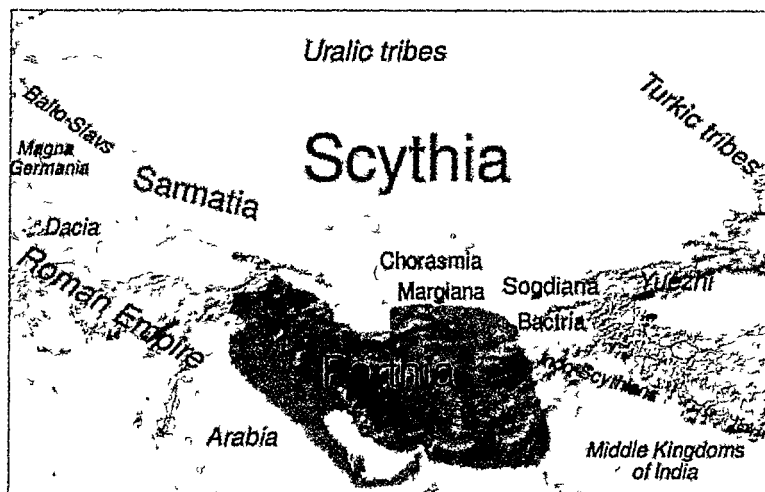 Uralic tribes
Turkic tribes
Balto-Slavs
Scythia
Magna
Germania
Sarmatia
Dacia
Roman Empire
Chorasmia
Margiana
Sogdiana
Yuezhi
Bactria
Parthia
Indo-Scythians
Arabia
Middle Kingdoms
of India